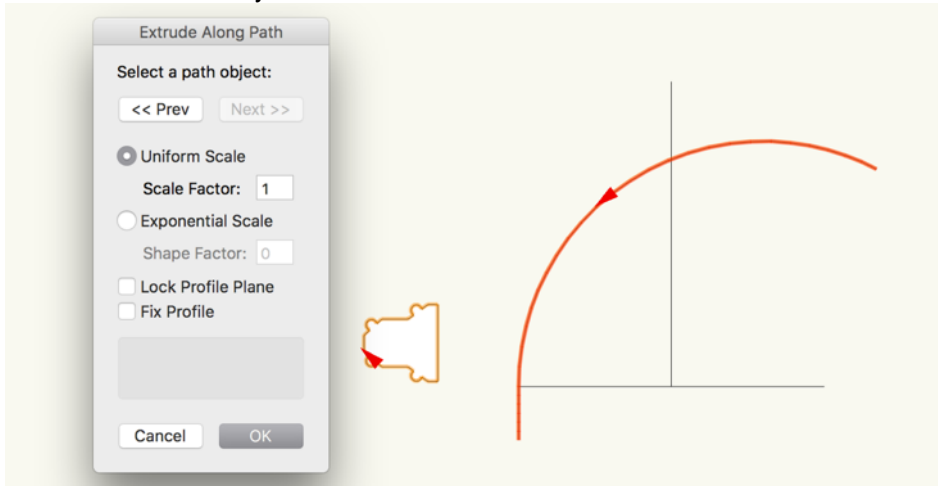 Extrude Along Path
Select a path object:
<< Prev Next >>
Uniform Scale
Scale Factor: 1
Exponential Scale
Shape Factor: 0
Lock Profile Plane
Fix Profile
Cancel OK